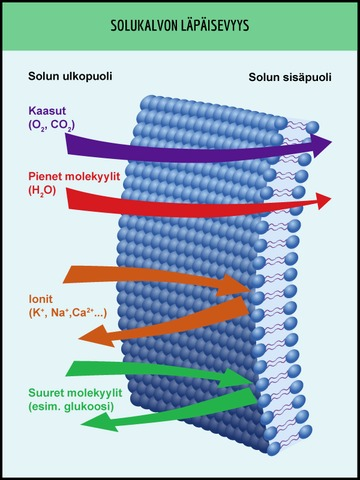 SOLUKALVON LÄPÄISEVYYS
Solun ulkopuoli
Solun sisäpuoli
Kaasut
(O₂, CO₂)
Pienet molekyylit
(H₂O)
Ionit
(K⁺, Na⁺,Ca²⁺...)
Suuret molekyylit
(esim. glukoosi)